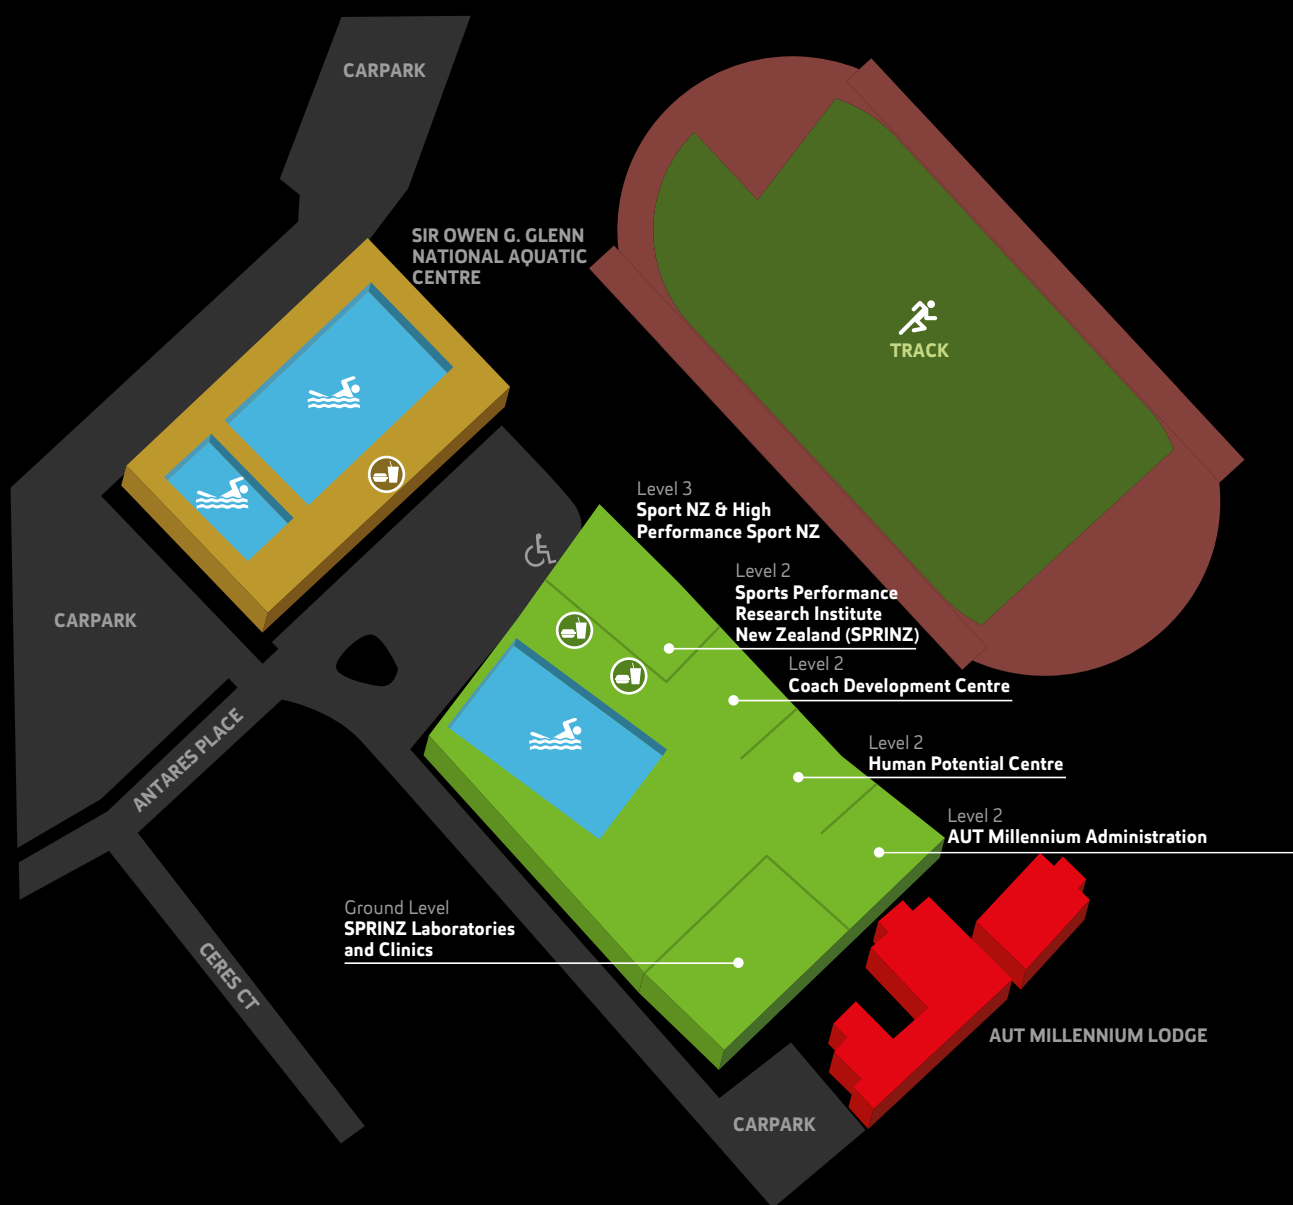 CARPARK
SIR OWEN G. GLENN
NATIONAL AQUATIC
CENTRE
TRACK
Level 3
Sport NZ & High
Performance Sport NZ
Level 2
Sports Performance
Research Institute
New Zealand (SPRINZ)
Level 2
Coach Development Centre
CARPARK
Level 2
Human Potential Centre
ANTARES PLACE
Level 2
AUT Millennium Administration
Ground Level
SPRINZ Laboratories
and Clinics
CERES CT
AUT MILLENNIUM LODGE
CARPARK